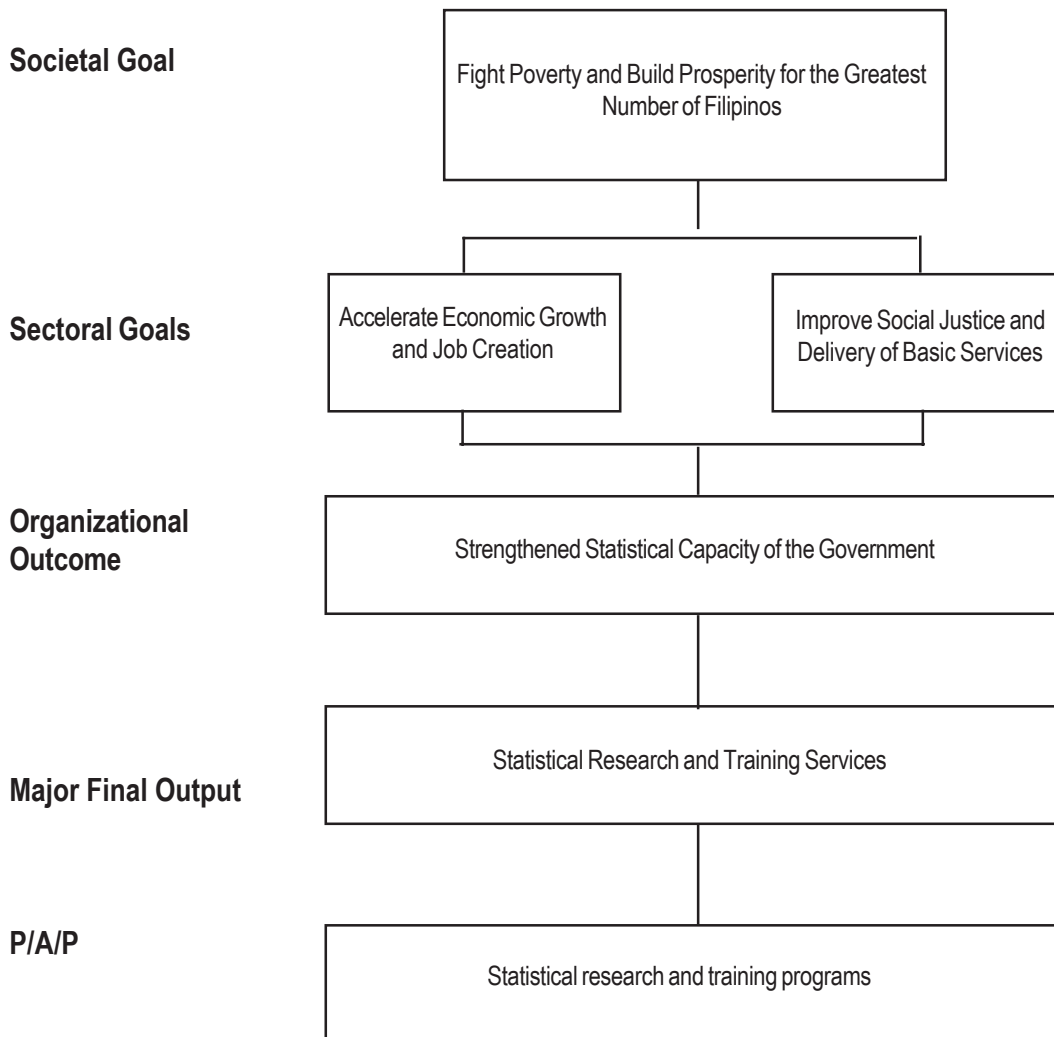 Societal Goal
Fight Poverty and Build Prosperity for the Greatest
Number of Filipinos
Sectoral Goals
Accelerate Economic Growth
and Job Creation
Improve Social Justice and
Delivery of Basic Services
Organizational
Outcome
Strengthened Statistical Capacity of the Government
Major Final Output
Statistical Research and Training Services
P/A/P
Statistical research and training programs